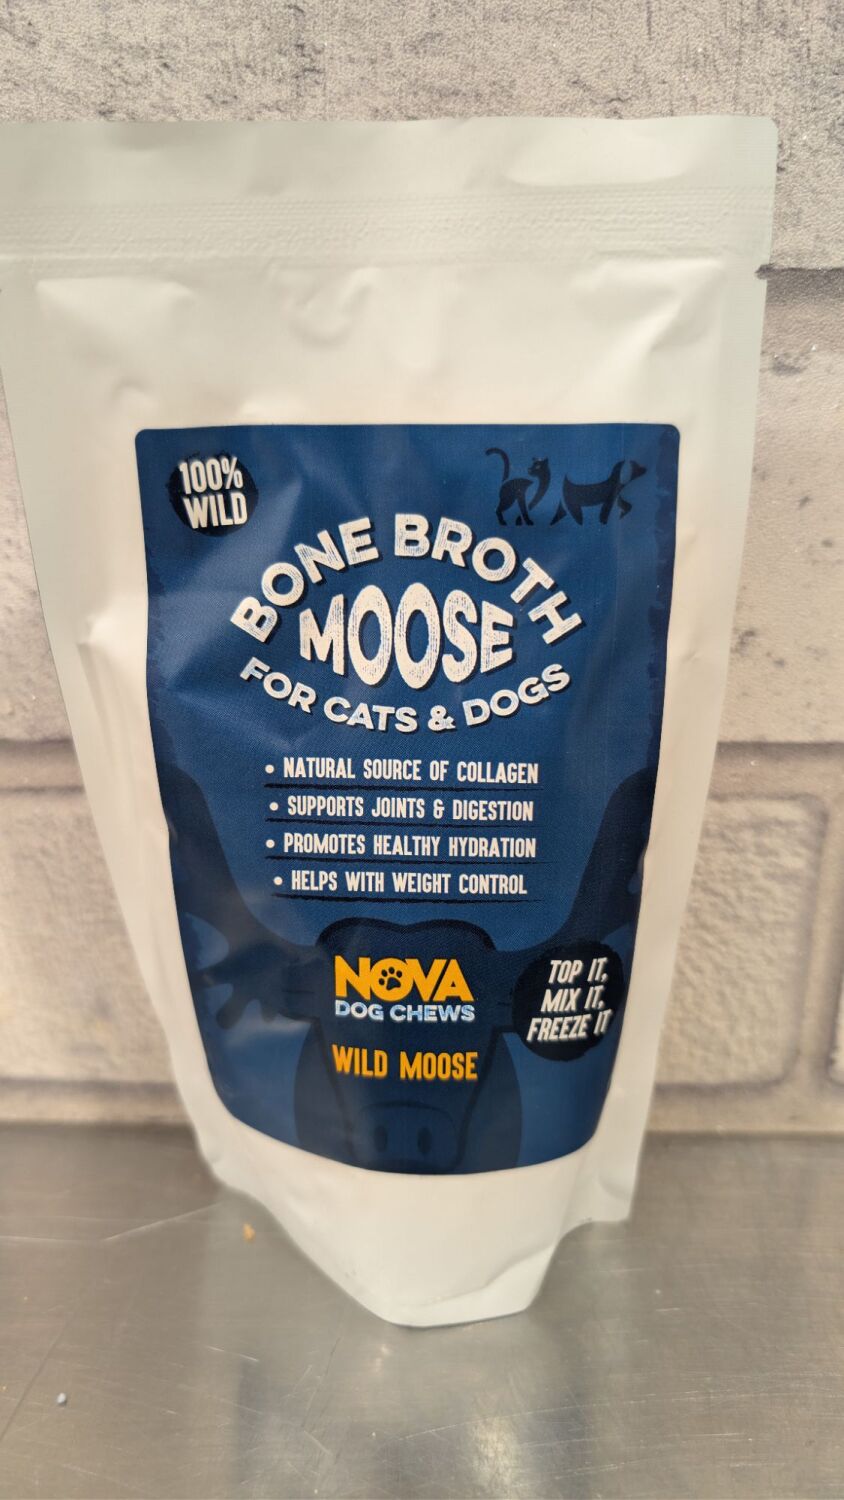 100%
WILD
BONE BROTH
MOOSE
FOR CATS & DOGS
• NATURAL SOURCE OF COLLAGEN
• SUPPORTS JOINTS & DIGESTION
• PROMOTES HEALTHY HYDRATION
• HELPS WITH WEIGHT CONTROL
NOVA
DOG CHEWS
WILD MOOSE
TOP IT,
MIX IT,
FREEZE IT